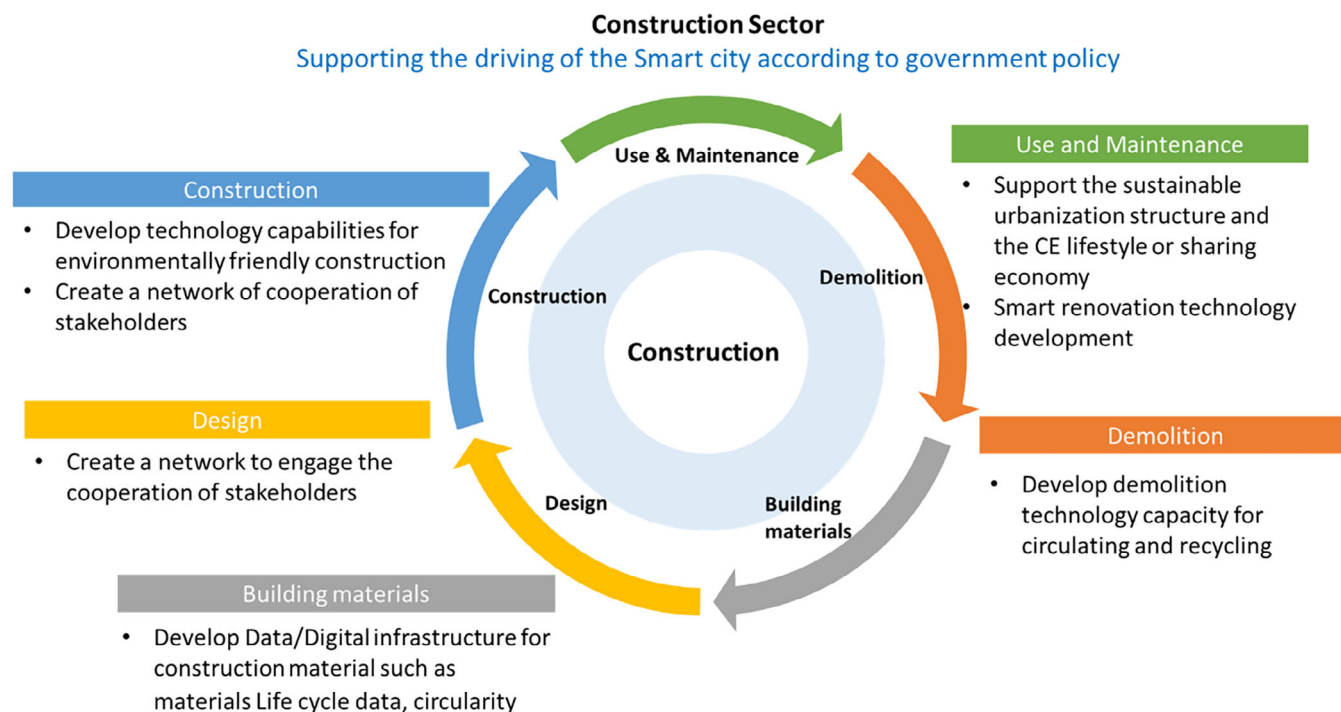 Construction Sector
Supporting the driving of the Smart city according to government policy
Use & Maintenance
Construction
Demolition
Construction
Design
Building
materials
Construction
• Develop technology capabilities for
environmentally friendly construction
• Create a network of cooperation of
stakeholders
Design
• Create a network to engage the
cooperation of stakeholders
Building materials
• Develop Data/Digital infrastructure for
construction material such as
materials Life cycle data, circularity
Use and Maintenance
• Support the sustainable
urbanization structure and
the CE lifestyle or sharing
economy
• Smart renovation technology
development
Demolition
• Develop demolition
technology capacity for
circulating and recycling